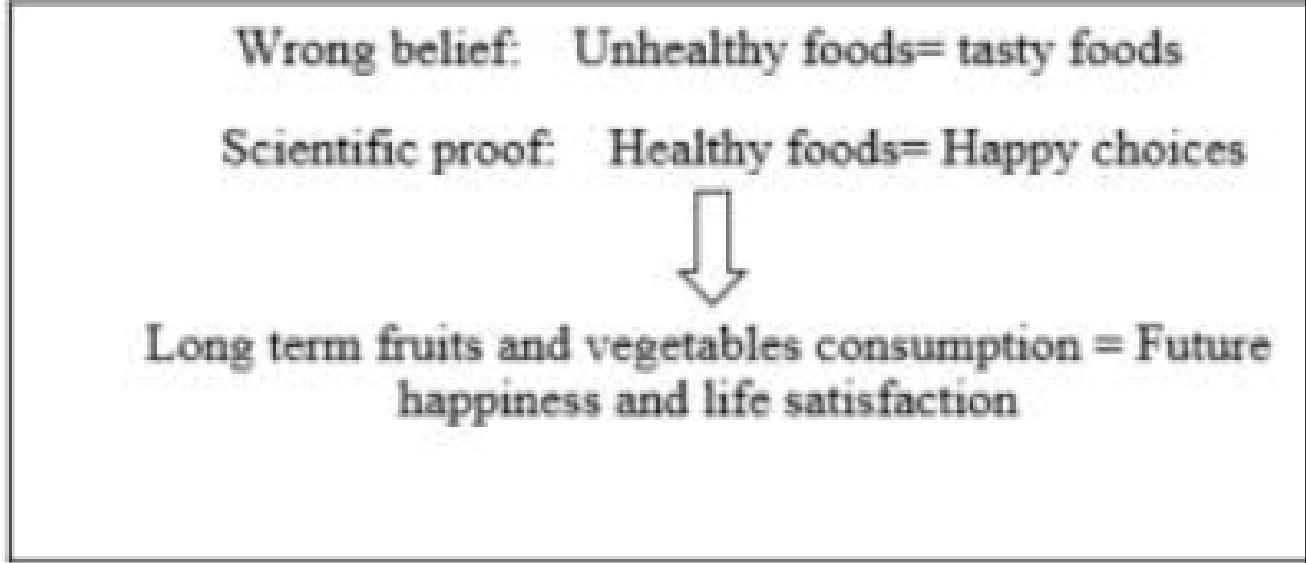 Wrong belief: Unhealthy foods= tasty foods
Scientific proof: Healthy foods= Happy choices
Long term fruits and vegetables consumption = Future
happiness and life satisfaction